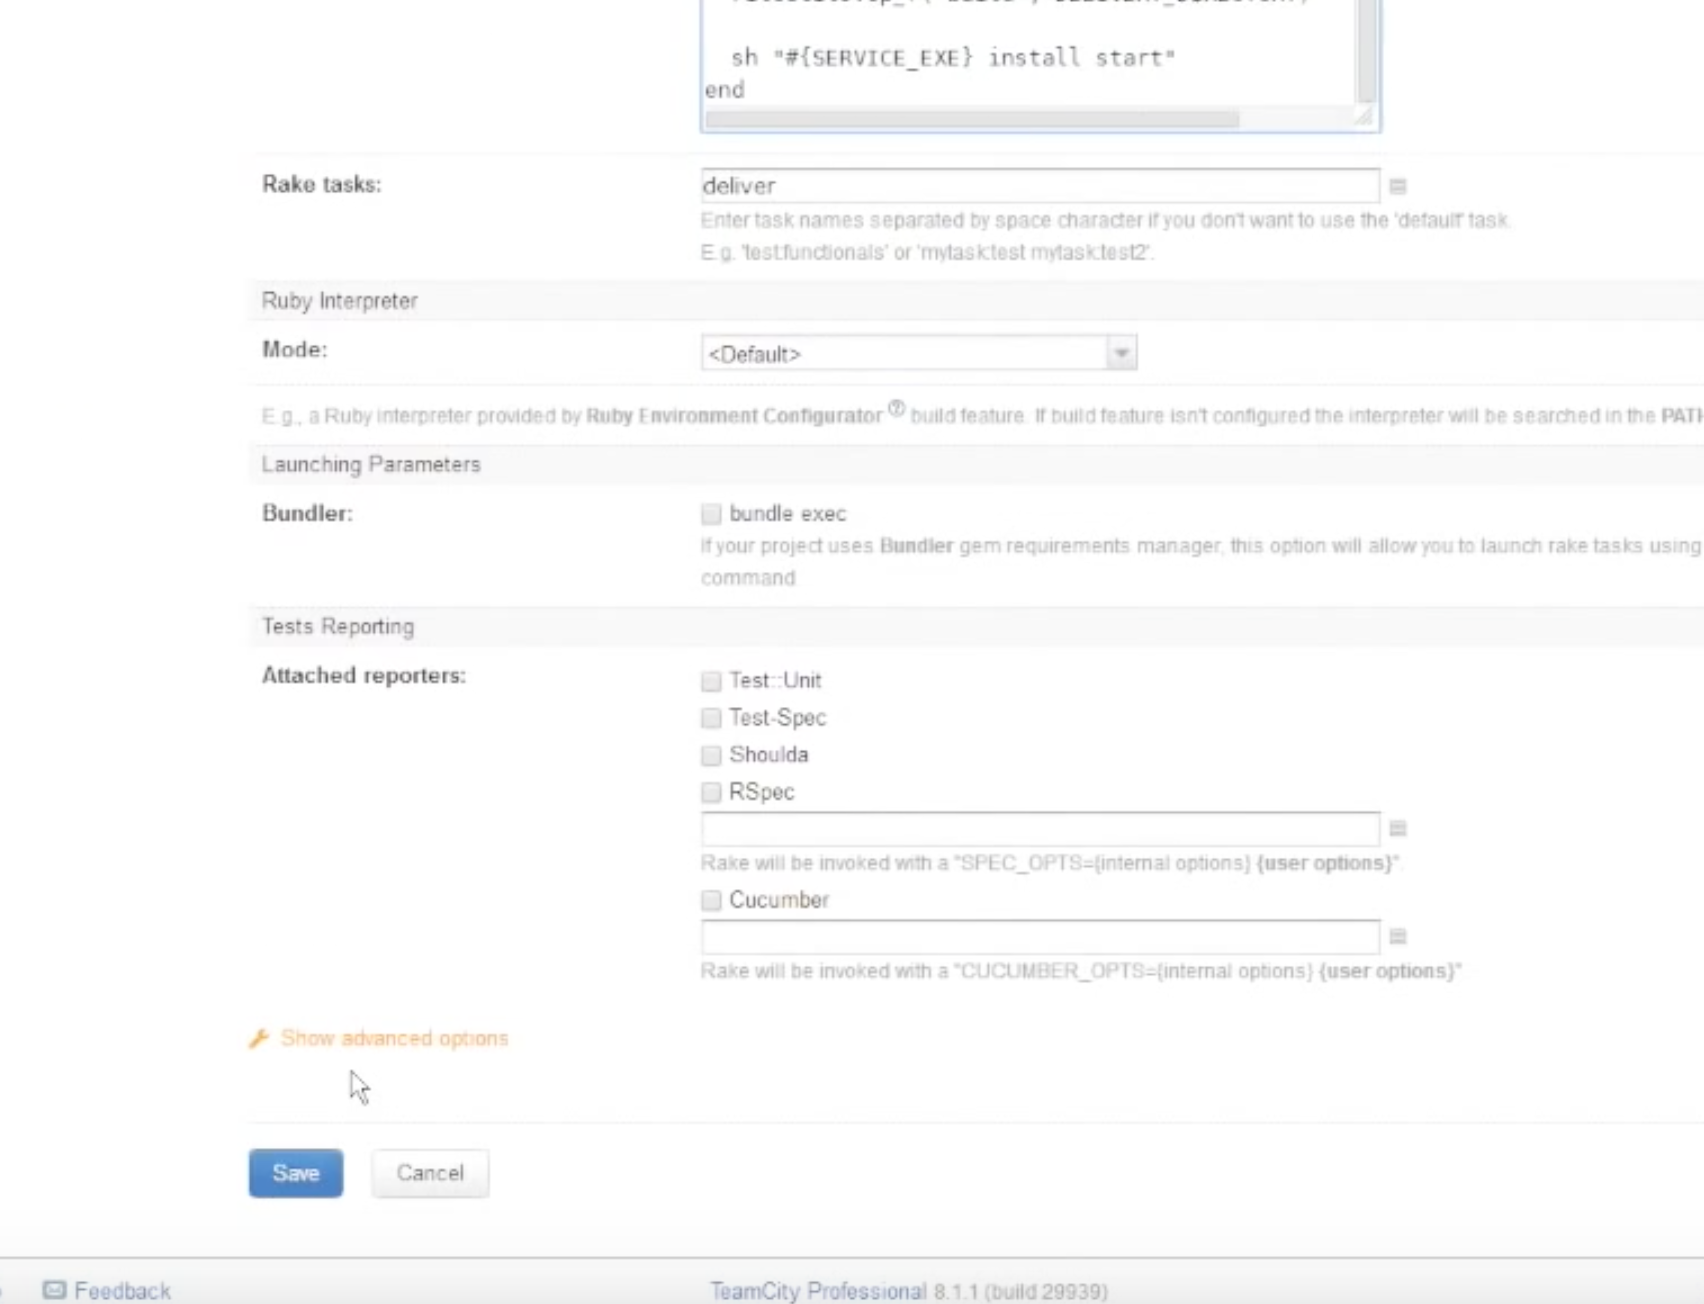 sh "#{SERVICE_EXE} install start"
end
Rake tasks:
deliver
Enter task names separated by space character if you don't want to use the 'default' task.
E.g. 'test:functionals' or 'mytask:test mytask:test2'.
Ruby Interpreter
Mode:
<Default>
E.g., a Ruby interpreter provided by Ruby Environment Configurator ? build feature. If build feature isn't configured the interpreter will be searched in the
Launching Parameters
Bundler:
bundle exec
If your project uses Bundler gem requirements manager, this option will allow you to launch rake tasks using
command
Tests Reporting
Attached reporters:
Test::Unit
Test-Spec
Shoulda
RSpec
Rake will be invoked with a "SPEC_OPTS={internal options} {user options}".
Cucumber
Rake will be invoked with a "CUCUMBER_OPTS={internal options} {user options}"
Show advanced options
Save
Cancel
Feedback
TeamCity Professional 8.1.1 (build 29939)